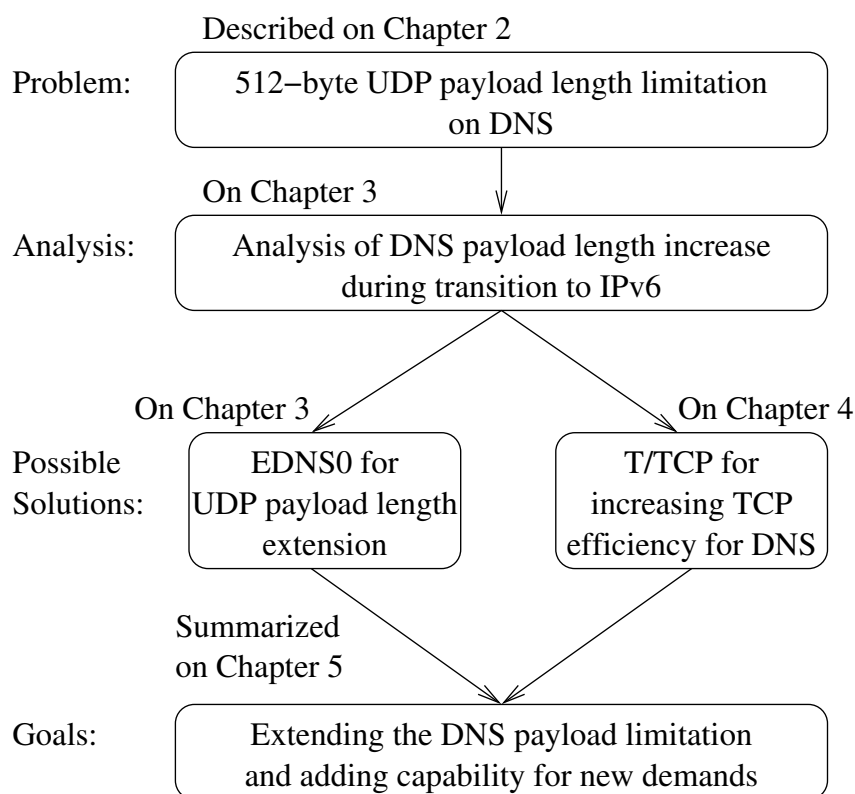 Described on Chapter 2
Problem:
512−byte UDP payload length limitation
on DNS
On Chapter 3
Analysis:
Analysis of DNS payload length increase
during transition to IPv6
On Chapter 3
On Chapter 4
Possible
Solutions:
EDNS0 for
UDP payload length
extension
T/TCP for
increasing TCP
efficiency for DNS
Summarized
on Chapter 5
Goals:
Extending the DNS payload limitation
and adding capability for new demands